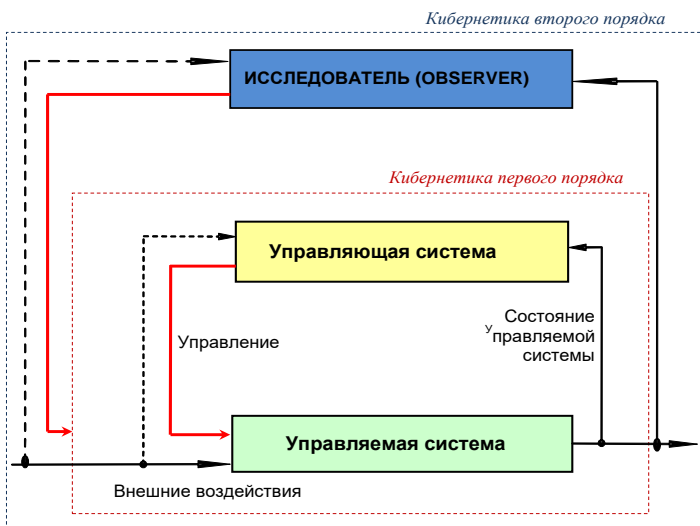 Кибернетика второго порядка
ИССЛЕДОВАТЕЛЬ (OBSERVER)
Кибернетика первого порядка
Управляющая система
Управление
Состояние
Управляемой
системы
Управляемая система
Внешние воздействия